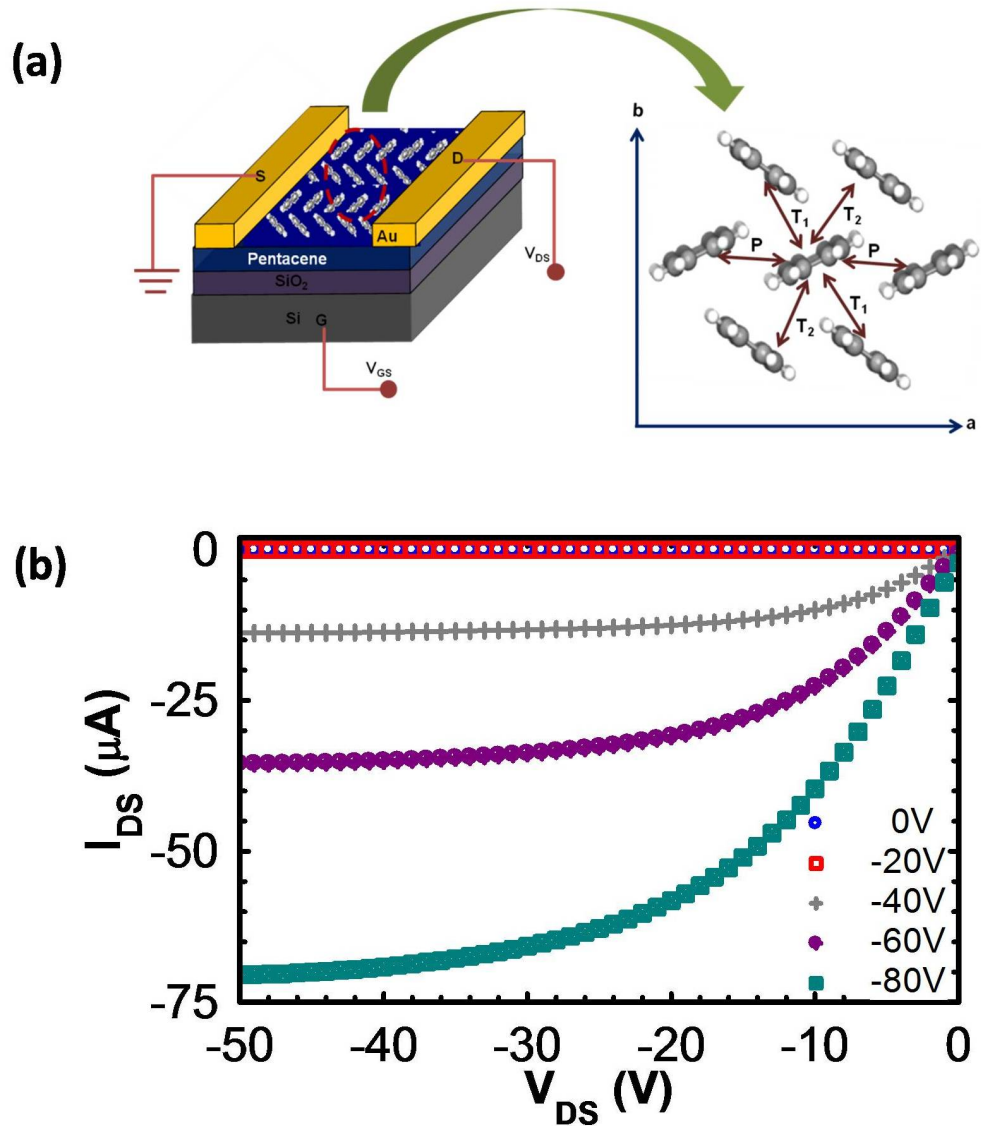 (a)
S
D
Au
Pentacene
SiO2
Si G
VDS
VGS
b
T1 T2
P P
T2 T1
a
(b)
0
-25
-50
-75
IDS (μA)
0V
-20V
-40V
-60V
-80V
-50 -40 -30 -20 -10 0
VDS (V)